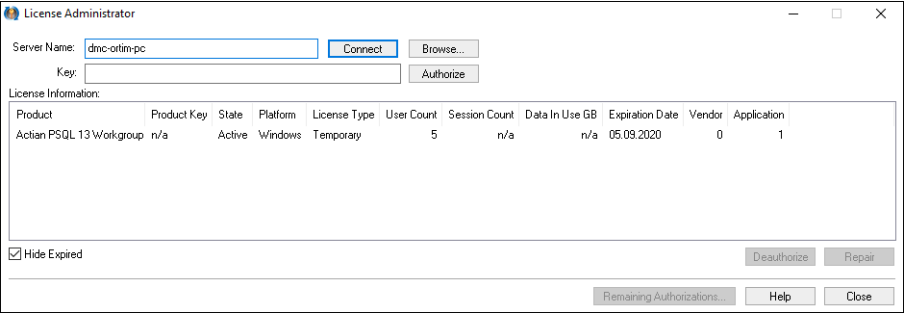 License Administrator
Server Name: dmc-ortim-pc Connect Browse...
Key: Authorize
License Information:
Product Product Key State Platform License Type User Count Session Count Data In Use GB Expiration Date Vendor Application
Actian PSQL 13 Workgroup n/a Active Windows Temporary 5 n/a n/a 05.09.2020 0 1
Hide Expired Deauthorize Repair
Remaining Authorizations... Help Close